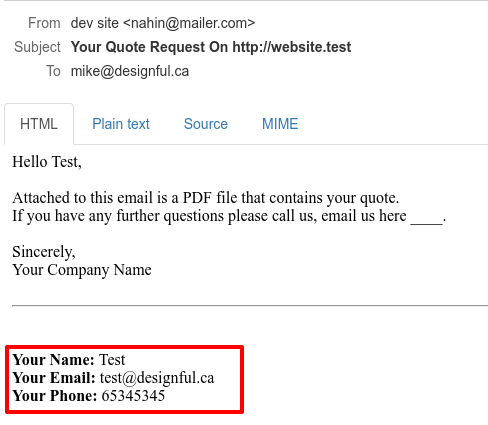 From dev site <nahin@mailer.com>
Subject Your Quote Request On http://website.test
To mike@designful.ca
HTML Plain text Source MIME
Hello Test,
Attached to this email is a PDF file that contains your quote.
If you have any further questions please call us, email us here ____.
Sincerely,
Your Company Name
Your Name: Test
Your Email: test@designful.ca
Your Phone: 65345345